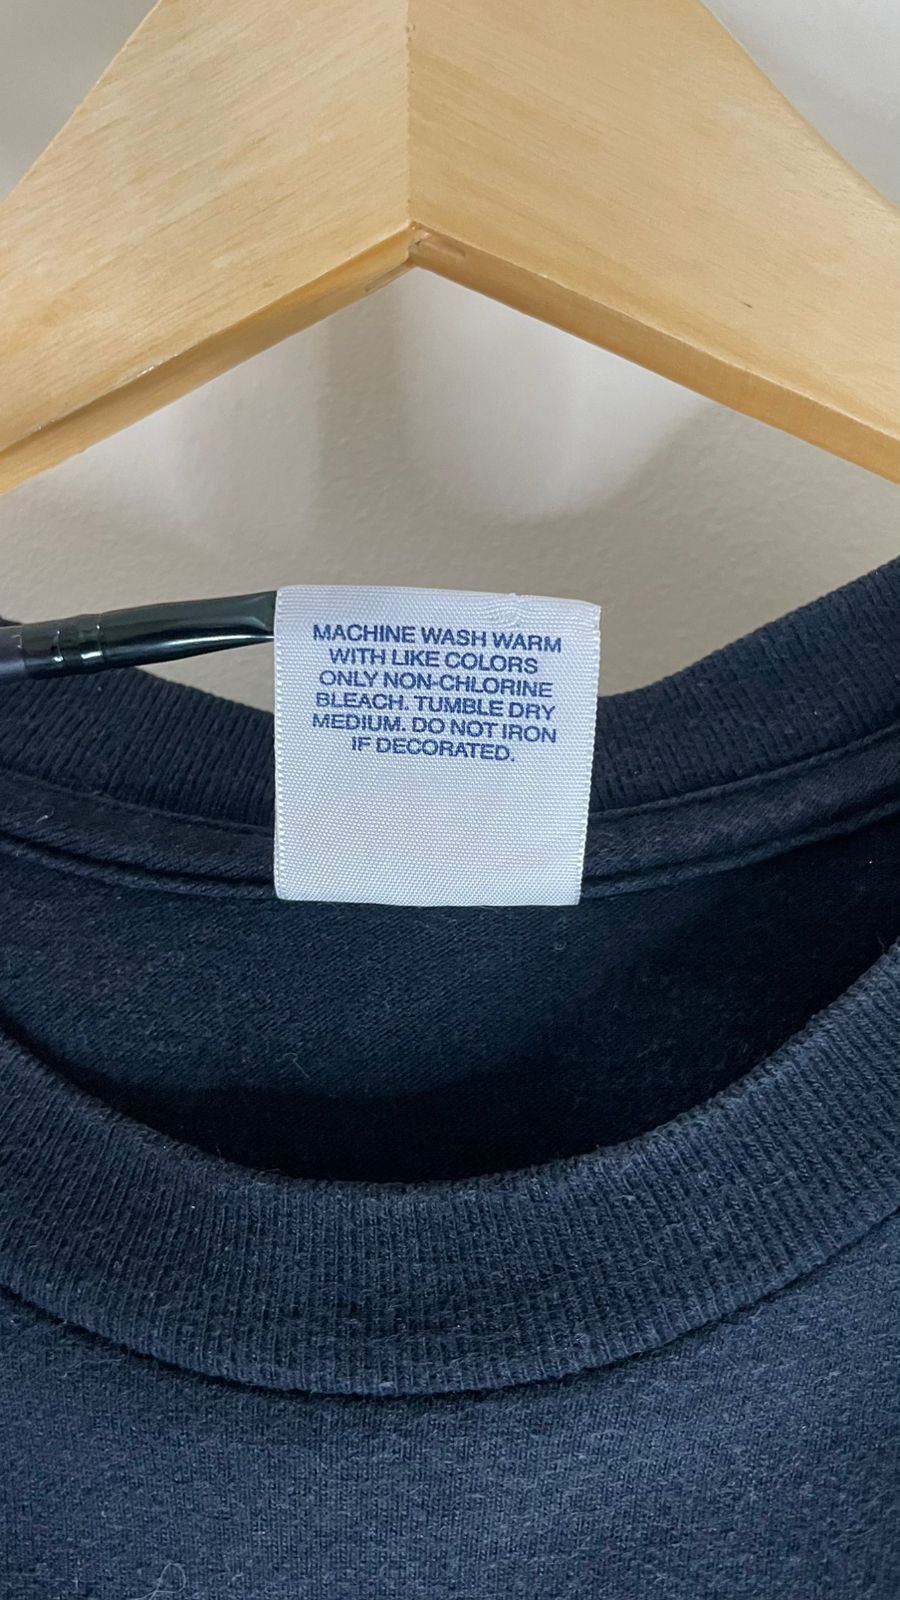 MACHINE WASH WARM
WITH LIKE COLORS
ONLY NON-CHLORINE
BLEACH. TUMBLE DRY
MEDIUM. DO NOT IRON
IF DECORATED.